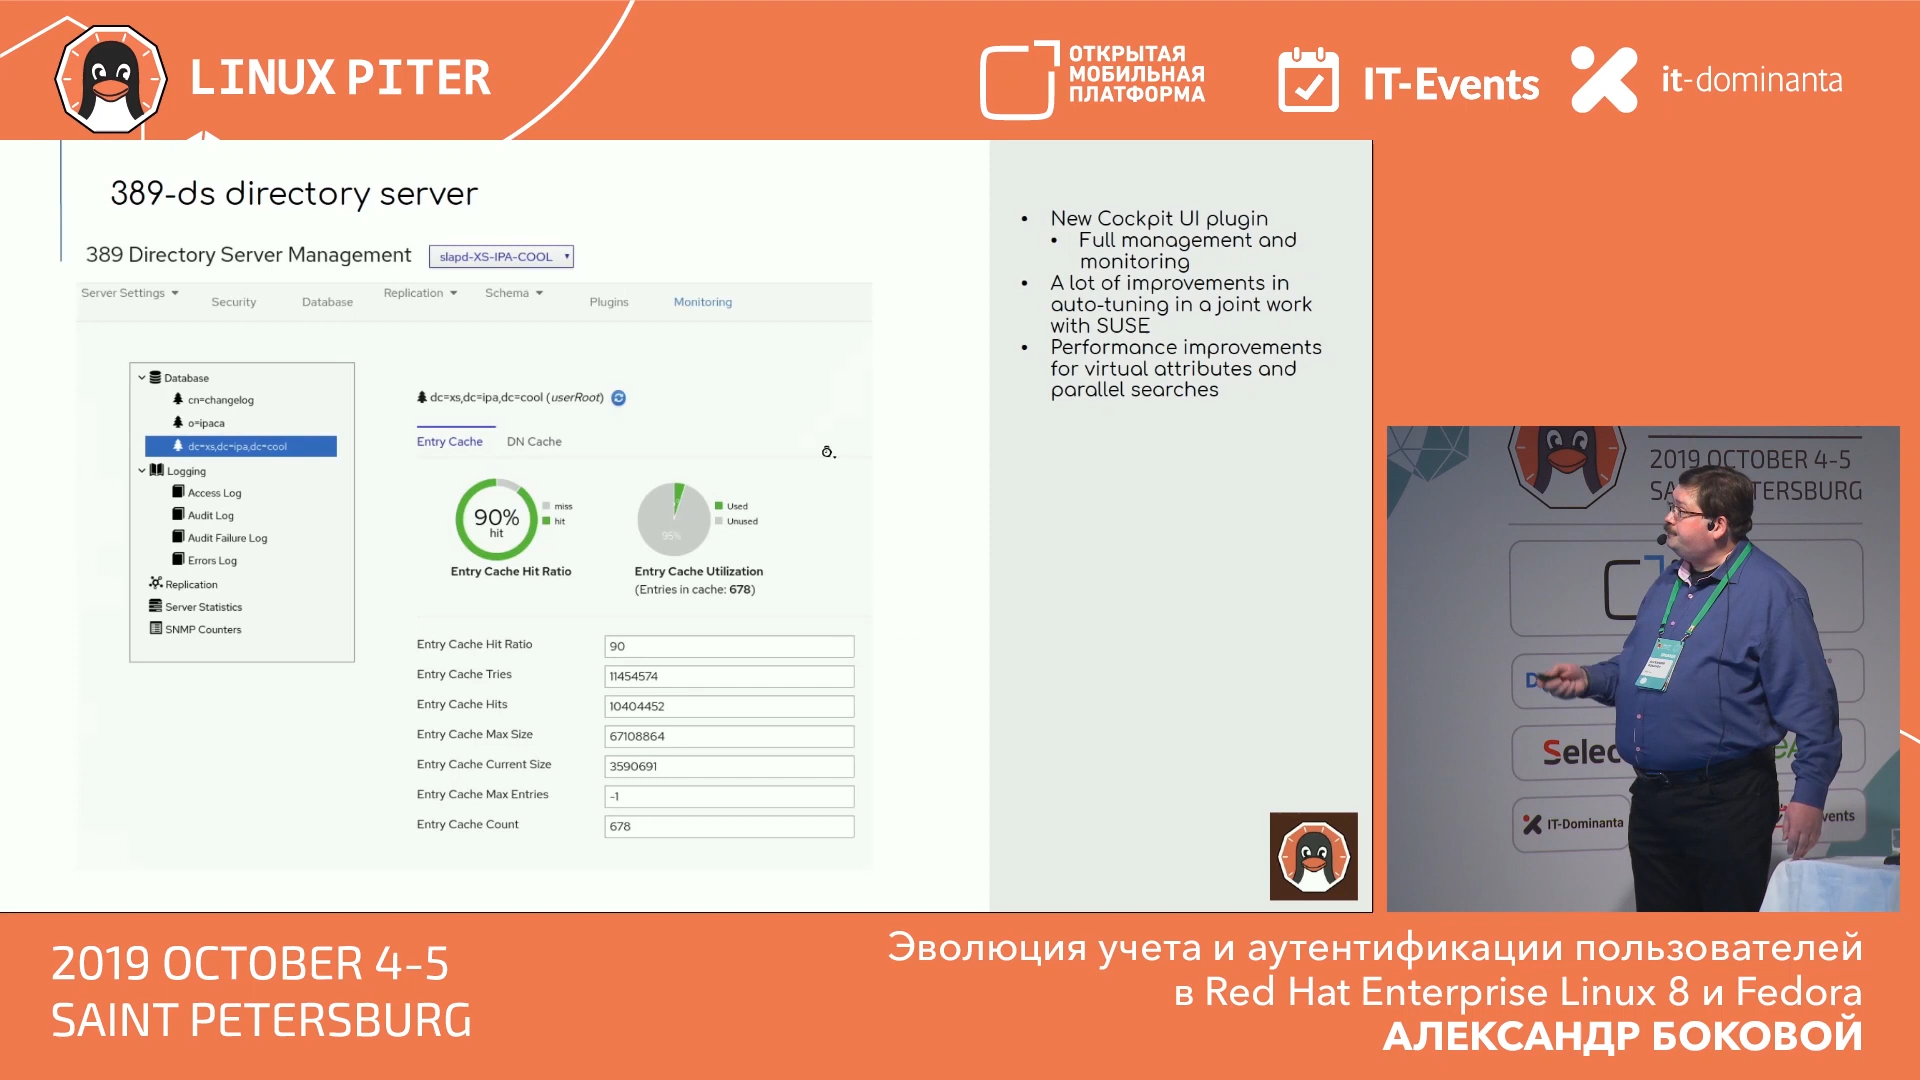 LINUX PITER
ОТКРЫТАЯ
МОБИЛЬНАЯ
ПЛАТФОРМА
IT-Events
it-dominanta
389-ds directory server
389 Directory Server Management
slapd-XS-IPA-COOL
Server Settings
Security
Database
Replication
Schema
Plugins
Monitoring
Database
cn=changelog
o=ipaca
dc=xs,dc=ipa,dc=cool
Logging
Access Log
Audit Log
Audit Failure Log
Errors Log
Replication
Server Statistics
SNMP Counters
dc=xs,dc=ipa,dc=cool (userRoot)
Entry Cache
DN Cache
90%
hit
miss
hit
Entry Cache Hit Ratio
95%
Used
Unused
Entry Cache Utilization
(Entries in cache: 678)
Entry Cache Hit Ratio
90
Entry Cache Tries
11454574
Entry Cache Hits
10404452
Entry Cache Max Size
67108864
Entry Cache Current Size
3590691
Entry Cache Max Entries
-1
Entry Cache Count
678
• New Cockpit UI plugin
• Full management and
monitoring
• A lot of improvements in
auto-tuning in a joint work
with SUSE
• Performance improvements
for virtual attributes and
parallel searches
2019 OCTOBER 4-5
TERSBURG
Selec
IT-Dominanta
vents
2019 OCTOBER 4-5
SAINT PETERSBURG
Эволюция учета и аутентификации пользователей
в Red Hat Enterprise Linux 8 и Fedora
АЛЕКСАНДР БОКОВОЙ